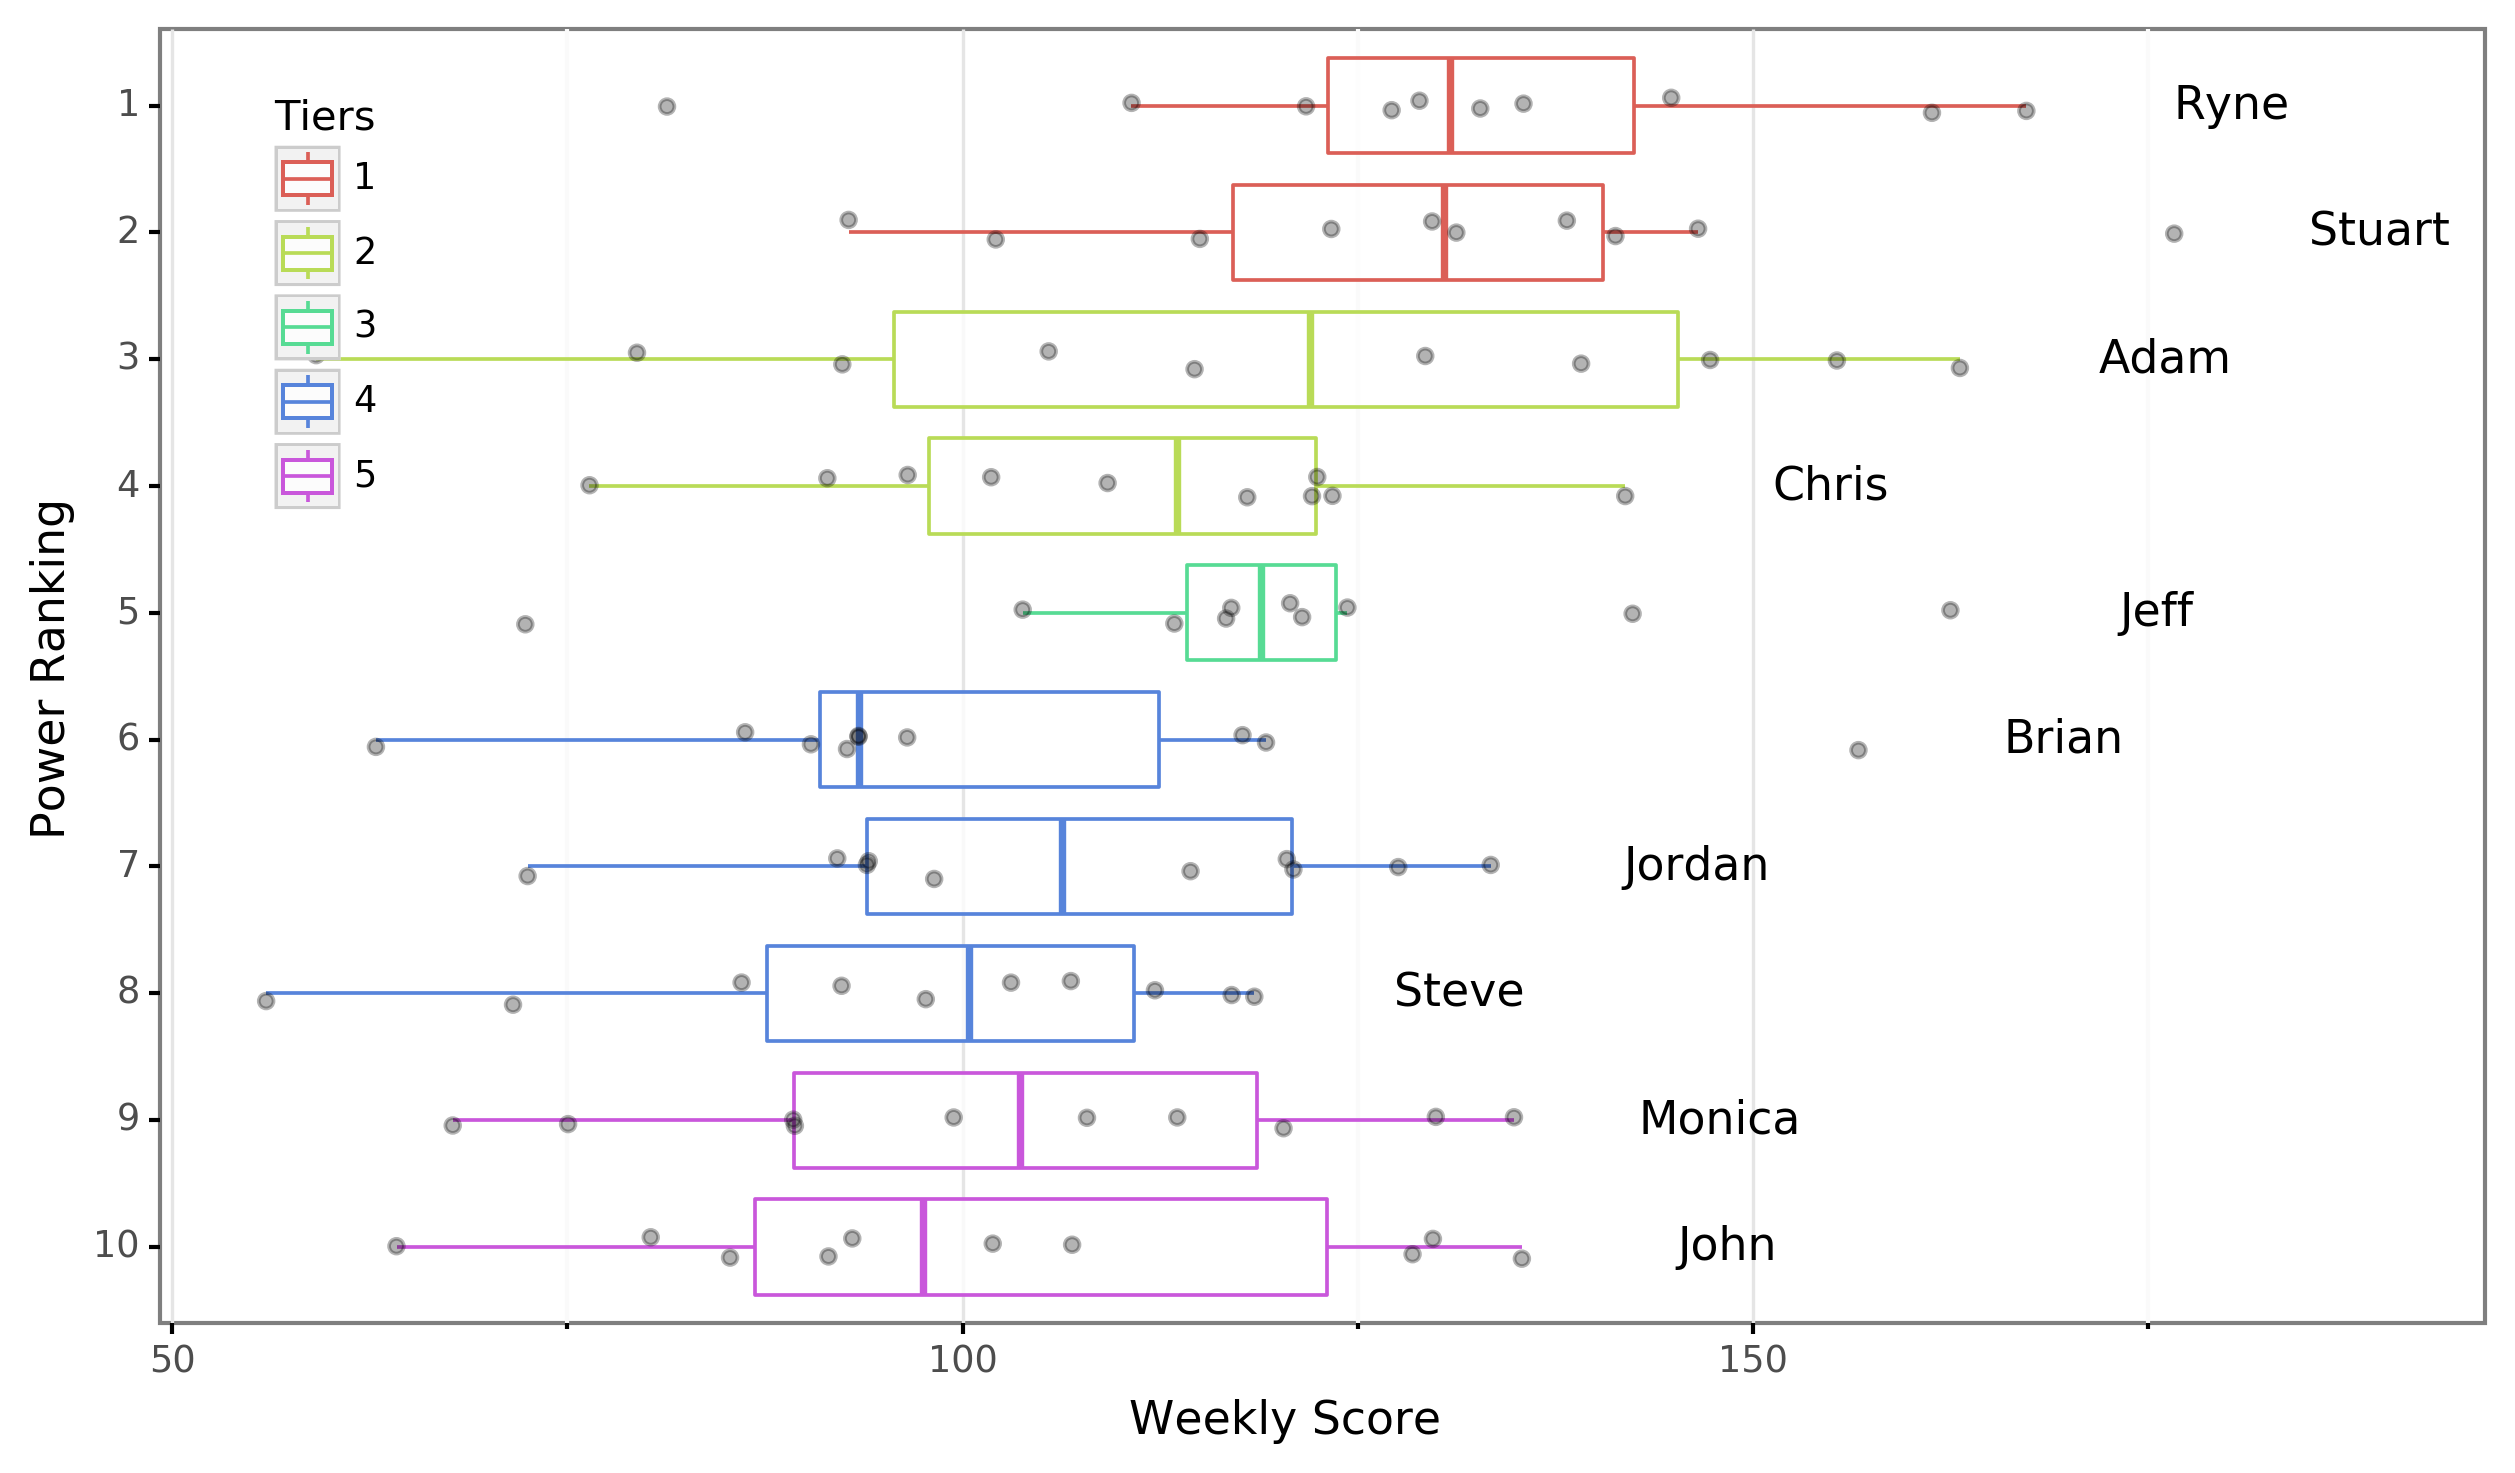 Tiers
1
2
3
4
5
Power Ranking
1
2
3
4
5
6
7
8
9
10
Ryne
Stuart
Adam
Chris
Jeff
Brian
Jordan
Steve
Monica
John
50 100 150
Weekly Score